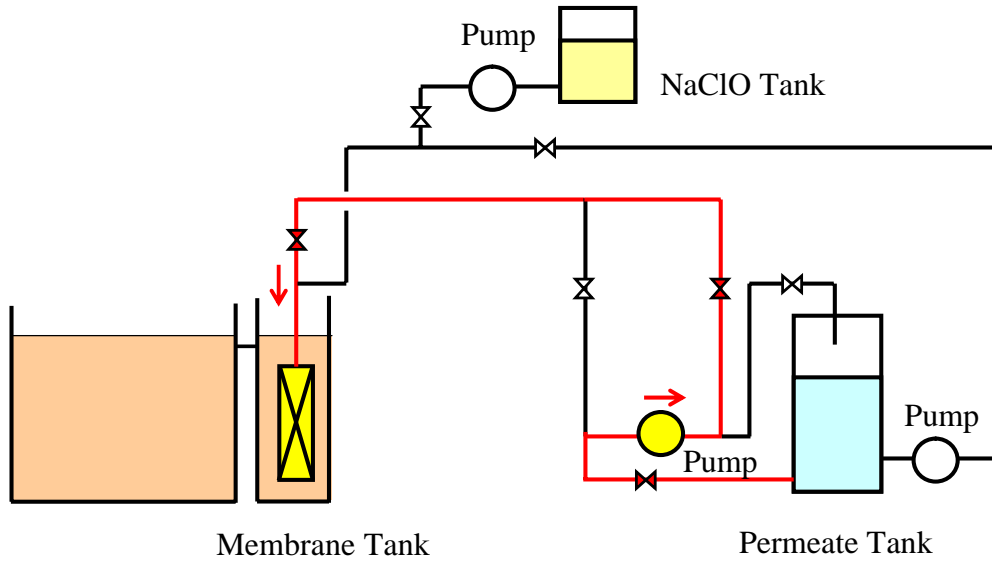 Pump
NaClO Tank
Pump
Pump
Membrane Tank
Permeate Tank